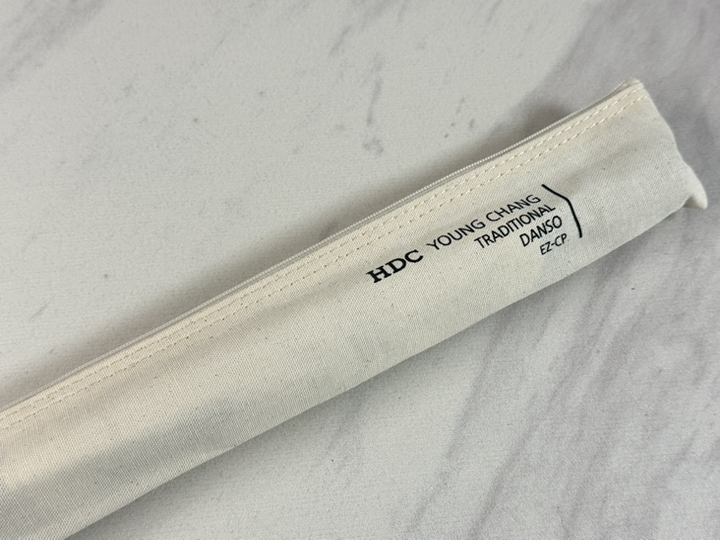 HDC YOUNG CHANG
TRADITIONAL
DANSO
EZ-CP